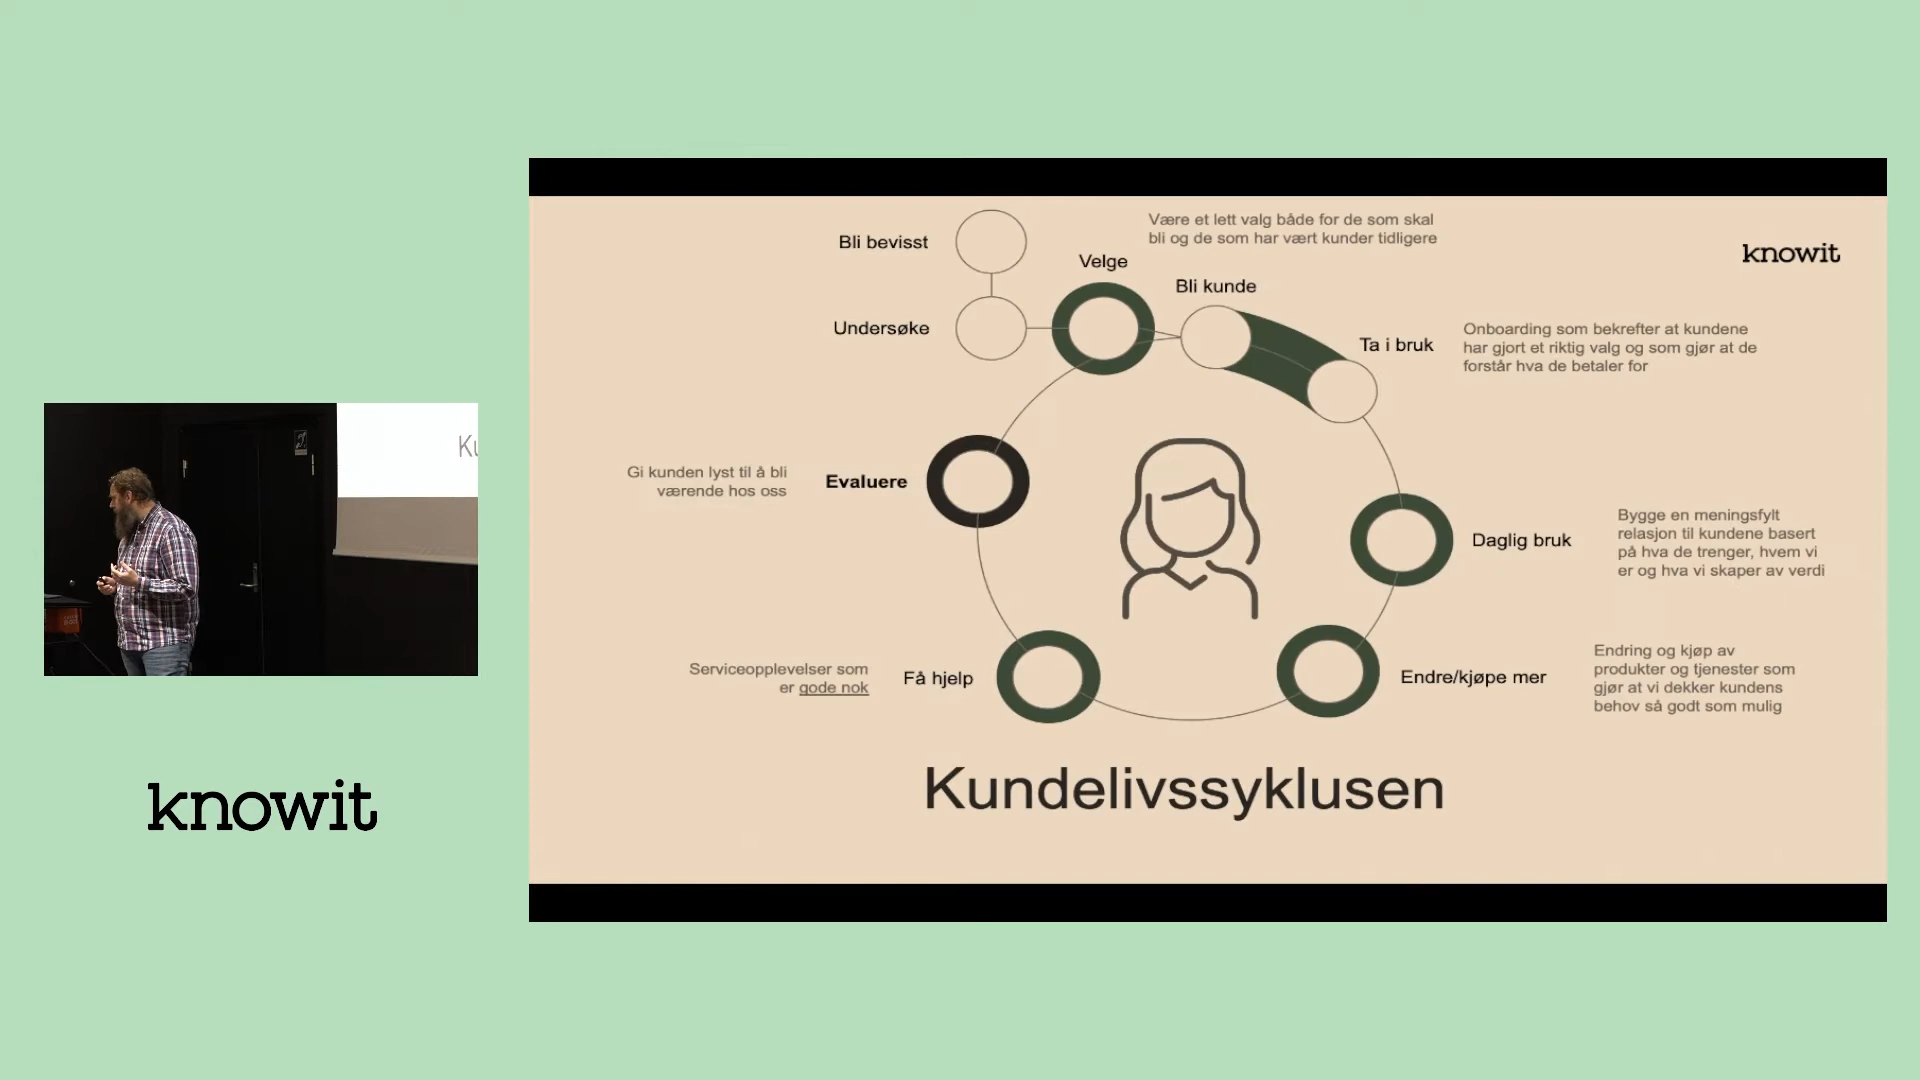 Være et lett valg både for de som skal
bli og de som har vært kunder tidligere
Bli bevisst
knowit
Velge
Bli kunde
Undersøke
Ta i bruk
Onboarding som bekrefter at kundene
har gjort et riktig valg og som gjør at de
forstår hva de betaler for
Gi kunden lyst til å bli
værende hos oss
Evaluere
Daglig bruk
Bygge en meningsfylt
relasjon til kundene basert
på hva de trenger, hvem vi
er og hva vi skaper av verdi
Serviceopplevelser som
er gode nok
Få hjelp
Endre/kjøpe mer
Endring og kjøp av
produkter og tjenester som
gjør at vi dekker kundens
behov så godt som mulig
Kundelivssyklusen
Ku
knowit